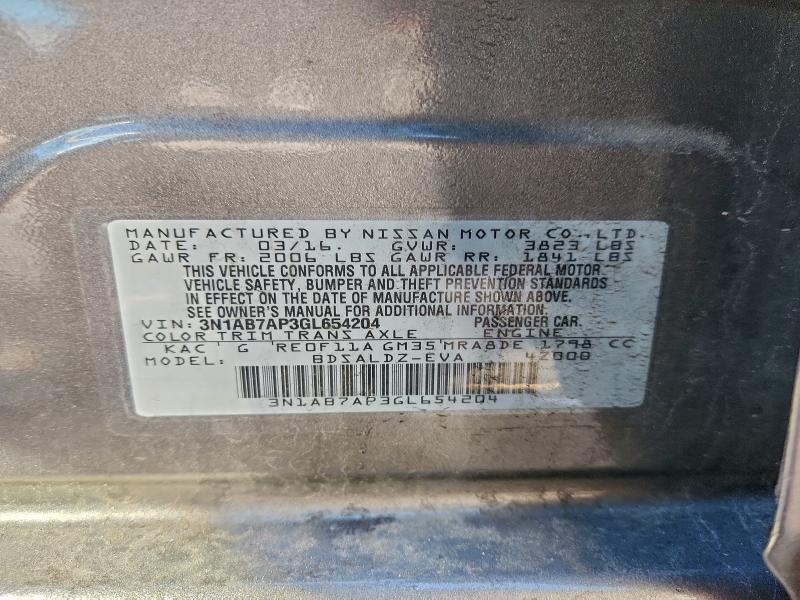 MANUFACTURED BY NISSAN MOTOR CO., LTD.
DATE: 03/16. GVWR: 3823 LBS
GAWR FR: 2006 LBS GAWR RR: 1841 LBS
THIS VEHICLE CONFORMS TO ALL APPLICABLE FEDERAL MOTOR
VEHICLE SAFETY, BUMPER AND THEFT PREVENTION STANDARDS
IN EFFECT ON THE DATE OF MANUFACTURE SHOWN ABOVE.
SEE OWNER'S MANUAL FOR ADDITIONAL INFORMATION.
VIN: 3N1AB7AP3GL654204 PASSENGER CAR.
COLOR TRIM TRANS AXLE ENGINE
KAC G RE0F11A GM35 MRA8DE 1798 CC
MODEL: BDSALDZ-EVA 4Z000
3N1AB7AP3GL654204